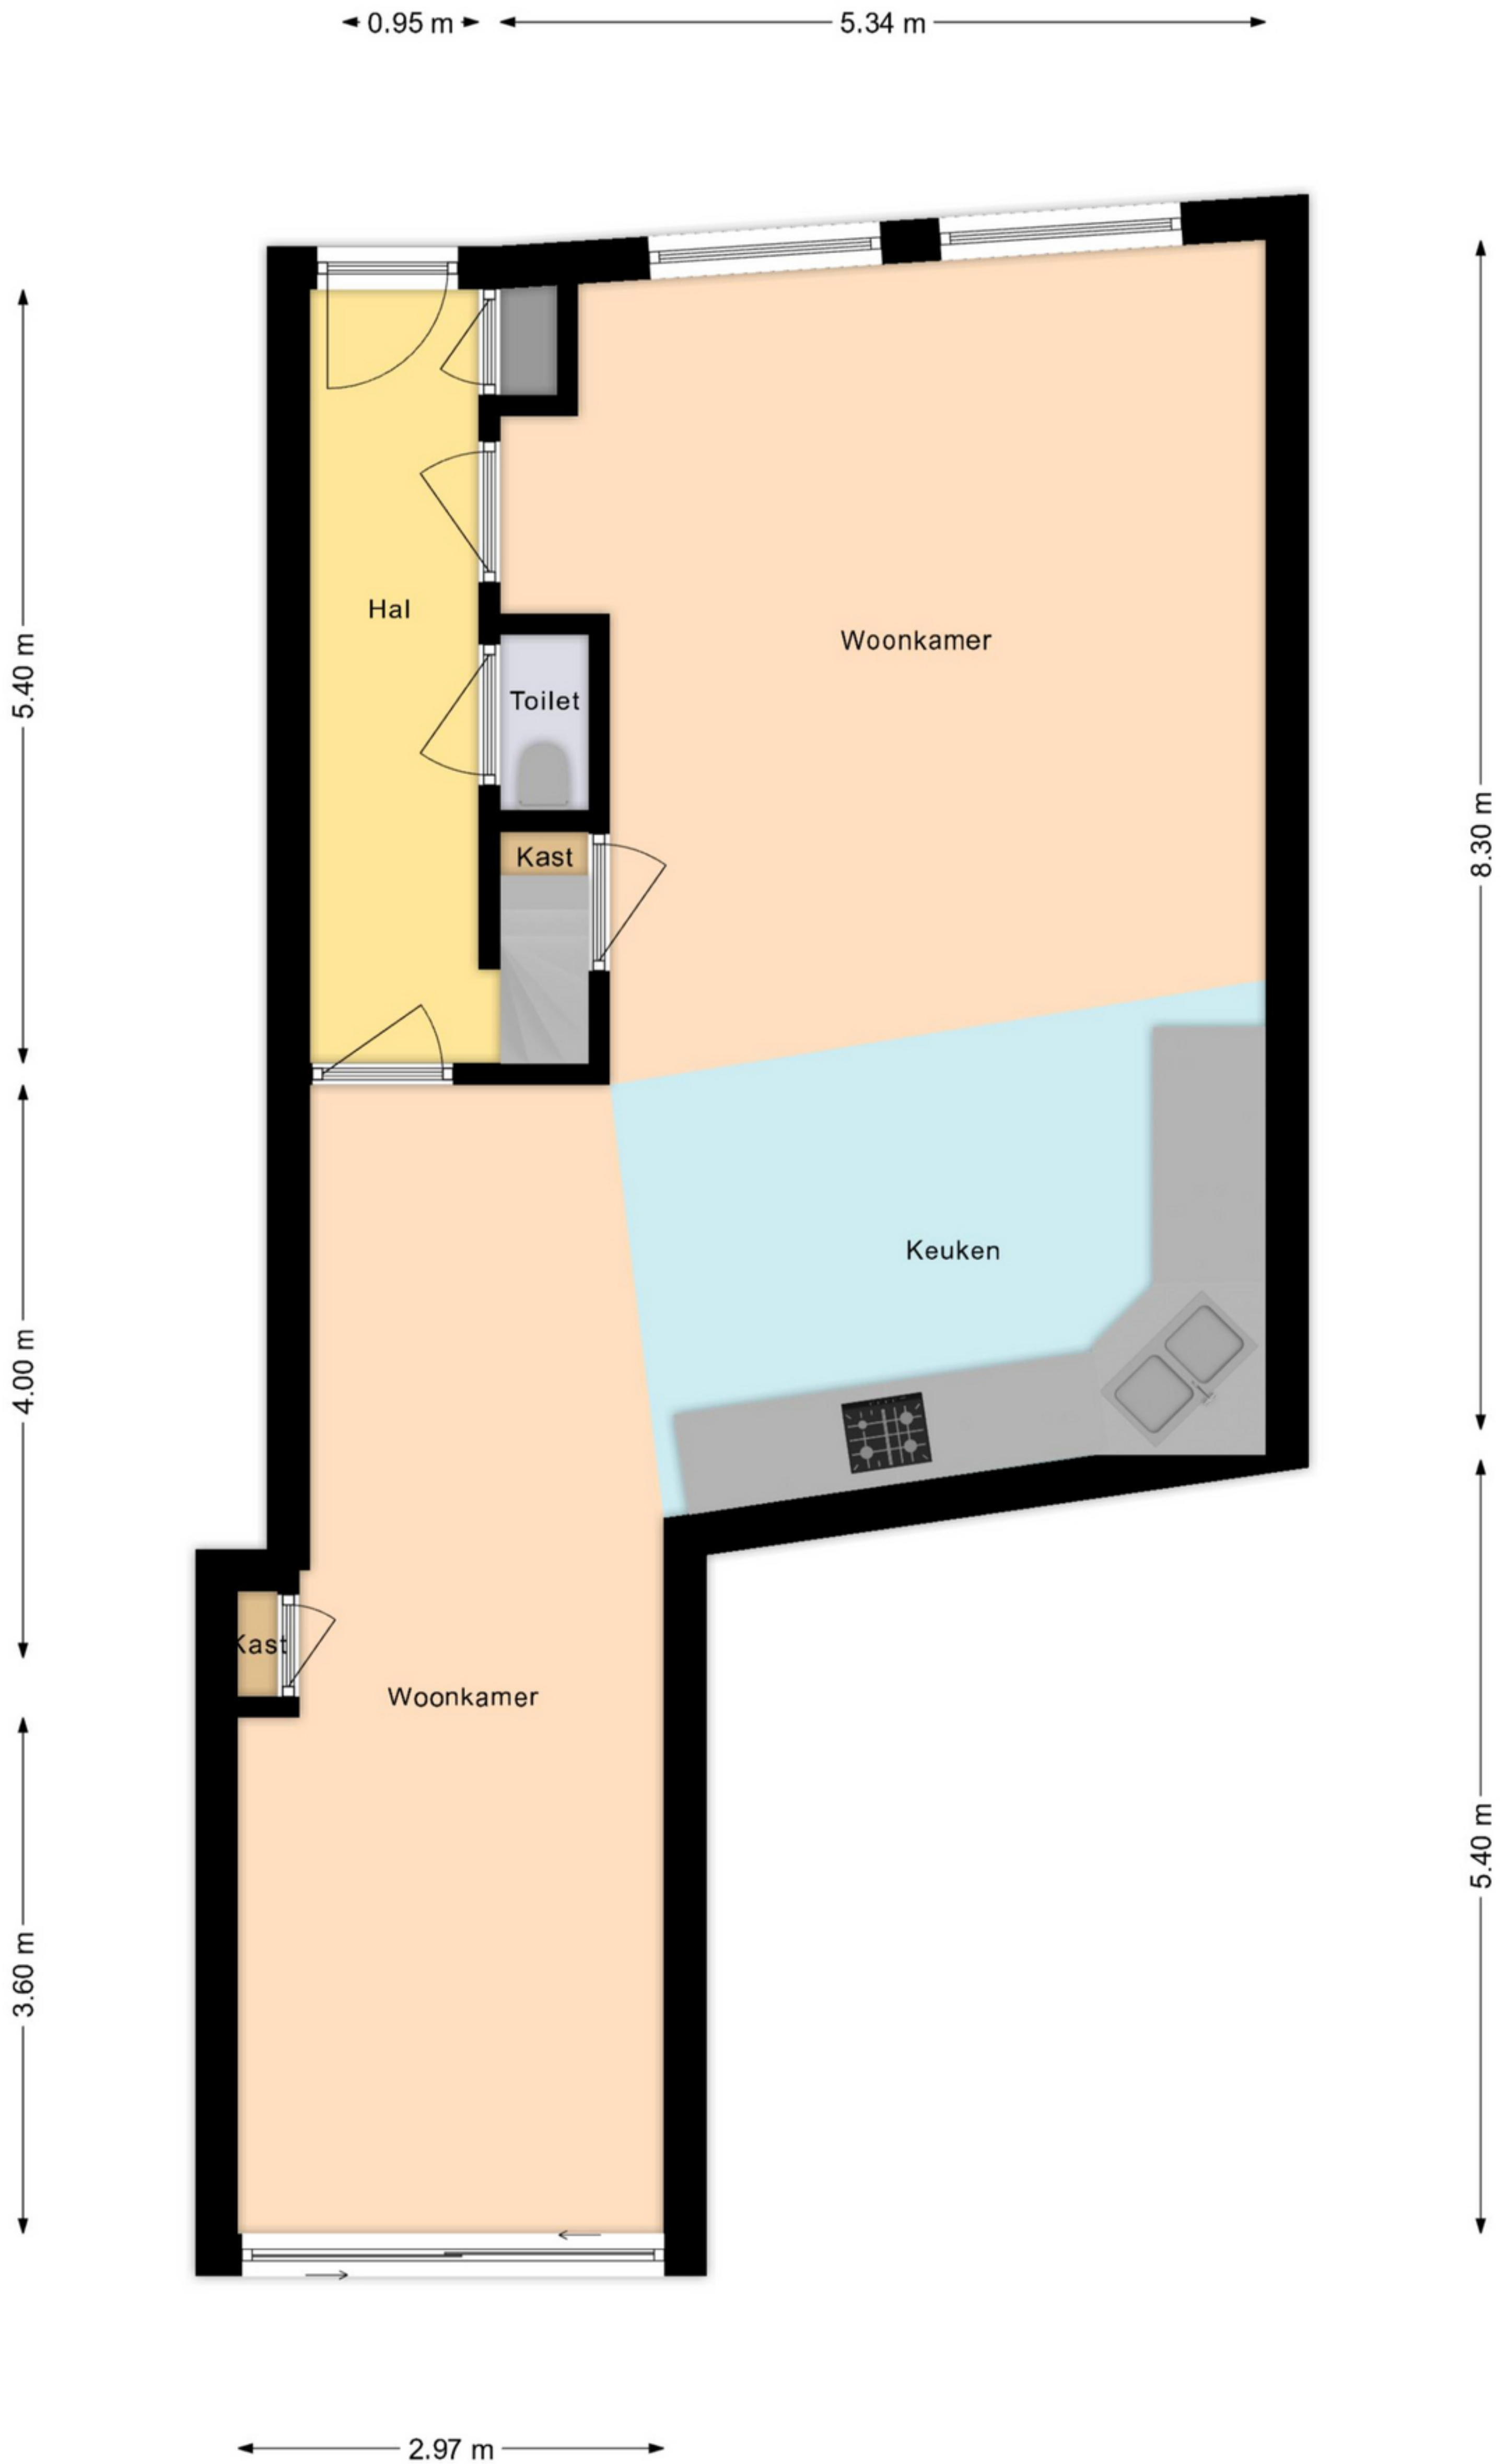 0.95 m
5.34 m
Hal
Woonkamer
5.40 m
Toilet
8.30 m
Kast
Keuken
4.00 m
Kast
Woonkamer
5.40 m
3.60 m
2.97 m